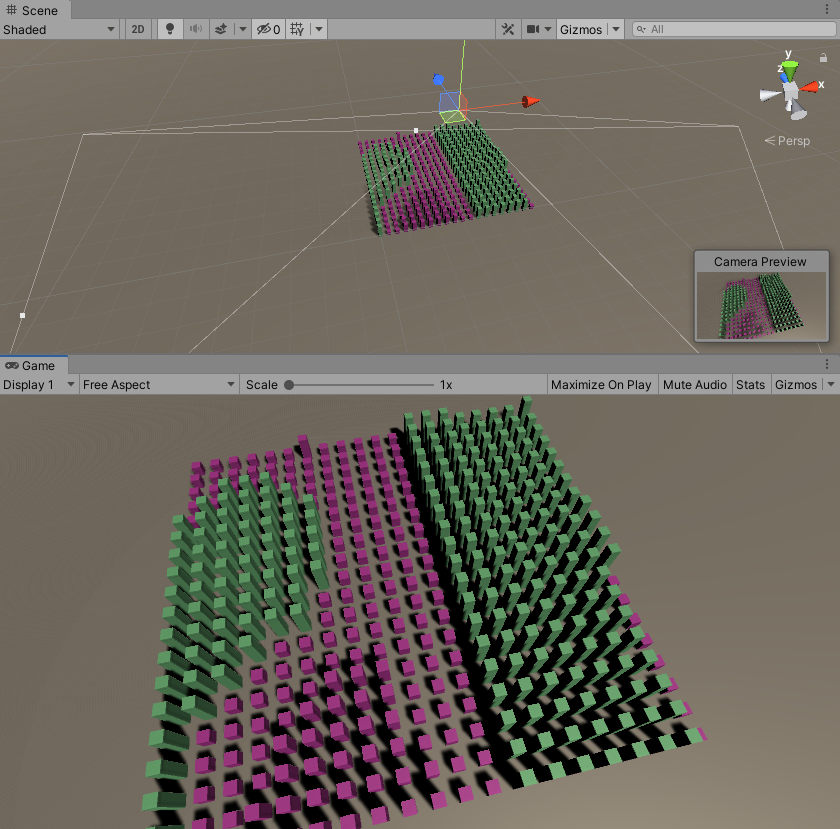 Scene
Shaded 2D 0 Gizmos All
y
z
x
Persp
Camera Preview
Game
Display 1 Free Aspect Scale 1x Maximize On Play Mute Audio Stats Gizmos